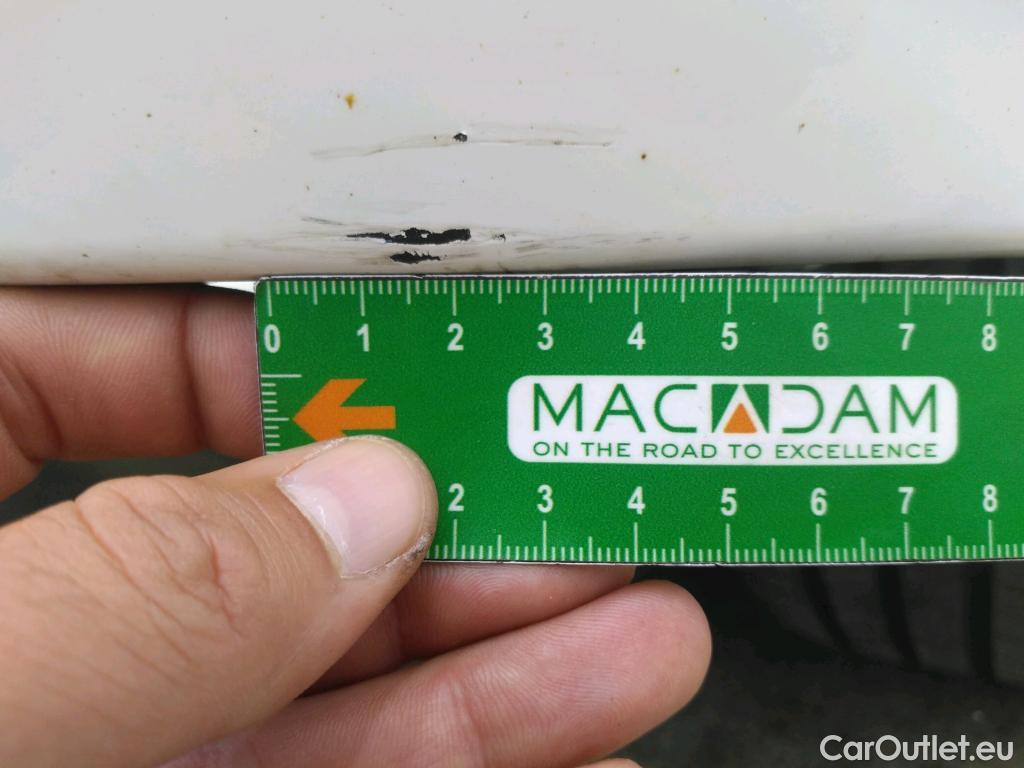 0 1 2 3 4 5 6 7 8
MACADAM
ON THE ROAD TO EXCELLENCE
2 3 4 5 6 7 8
CarOutlet.eu